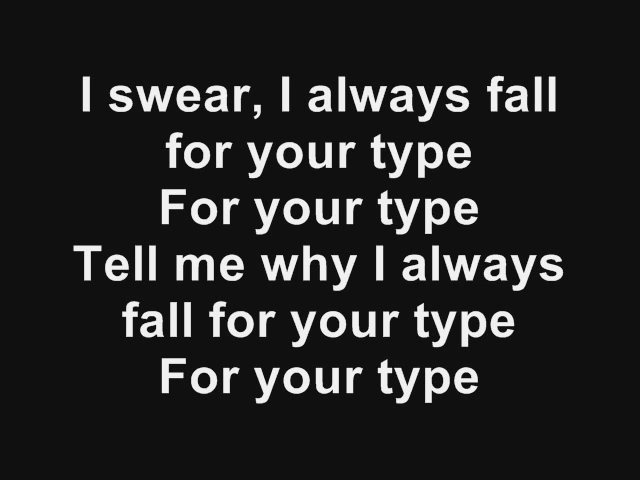 I swear, I always fall
for your type
For your type
Tell me why I always
fall for your type
For your type